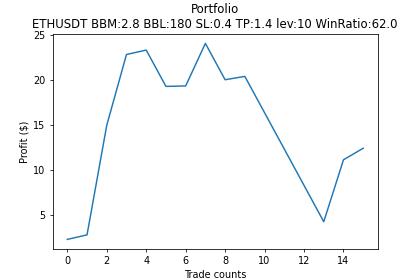 Portfolio
ETHUSDT BBM:2.8 BBL:180 SL:0.4 TP:1.4 lev:10 WinRatio:62.0
25
20
15
10
5
Profit ($)
0 2 4 6 8 10 12 14
Trade counts